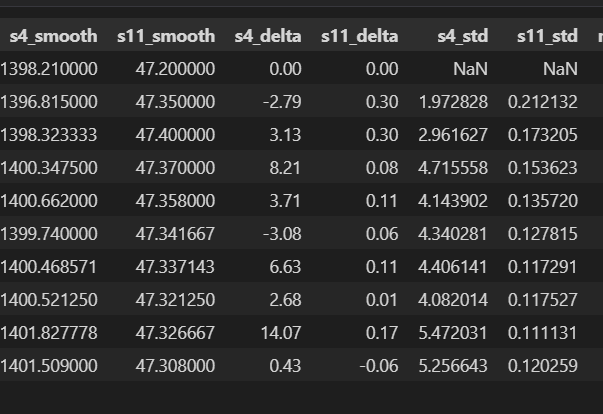 s4_smooth s11_smooth s4_delta s11_delta s4_std s11_std
1398.210000 47.200000 0.00 0.00 NaN NaN
1396.815000 47.350000 -2.79 0.30 1.972828 0.212132
1398.323333 47.400000 3.13 0.30 2.961627 0.173205
1400.347500 47.370000 8.21 0.08 4.715558 0.153623
1400.662000 47.358000 3.71 0.11 4.143902 0.135720
1399.740000 47.341667 -3.08 0.06 4.340281 0.127815
1400.468571 47.337143 6.63 0.11 4.406141 0.117291
1400.521250 47.321250 2.68 0.01 4.082014 0.117527
1401.827778 47.326667 14.07 0.17 5.472031 0.111131
1401.509000 47.308000 0.43 -0.06 5.256643 0.120259